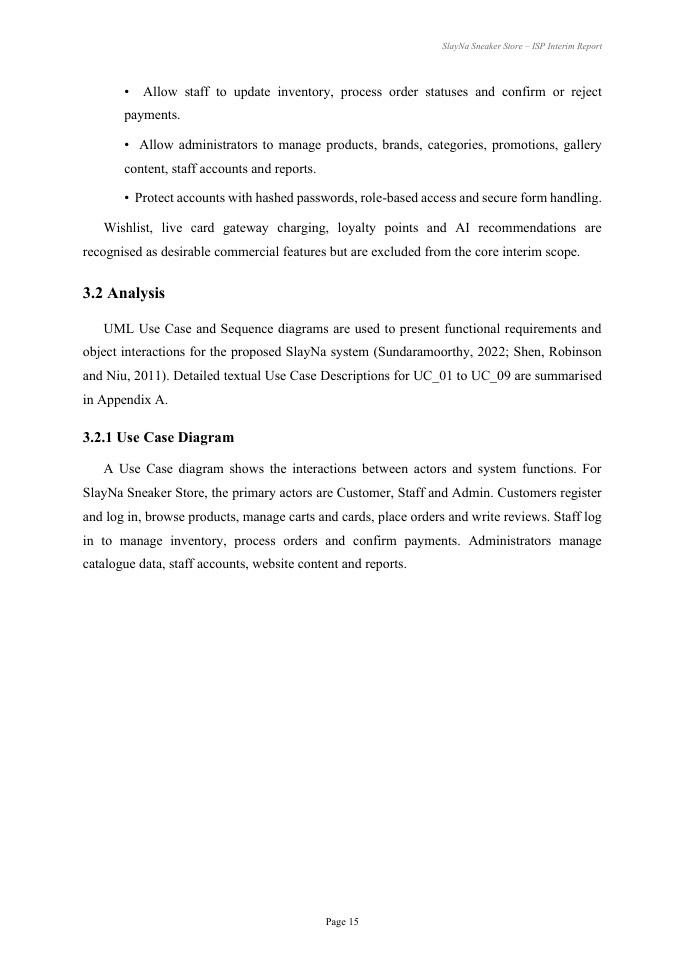 SlayNa Sneaker Store – ISP Interim Report
• Allow staff to update inventory, process order statuses and confirm or reject
payments.
• Allow administrators to manage products, brands, categories, promotions, gallery
content, staff accounts and reports.
• Protect accounts with hashed passwords, role-based access and secure form handling.
Wishlist, live card gateway charging, loyalty points and AI recommendations are
recognised as desirable commercial features but are excluded from the core interim scope.
3.2 Analysis
UML Use Case and Sequence diagrams are used to present functional requirements and
object interactions for the proposed SlayNa system (Sundaramoorthy, 2022; Shen, Robinson
and Niu, 2011). Detailed textual Use Case Descriptions for UC_01 to UC_09 are summarised
in Appendix A.
3.2.1 Use Case Diagram
A Use Case diagram shows the interactions between actors and system functions. For
SlayNa Sneaker Store, the primary actors are Customer, Staff and Admin. Customers register
and log in, browse products, manage carts and cards, place orders and write reviews. Staff log
in to manage inventory, process orders and confirm payments. Administrators manage
catalogue data, staff accounts, website content and reports.
Page 15